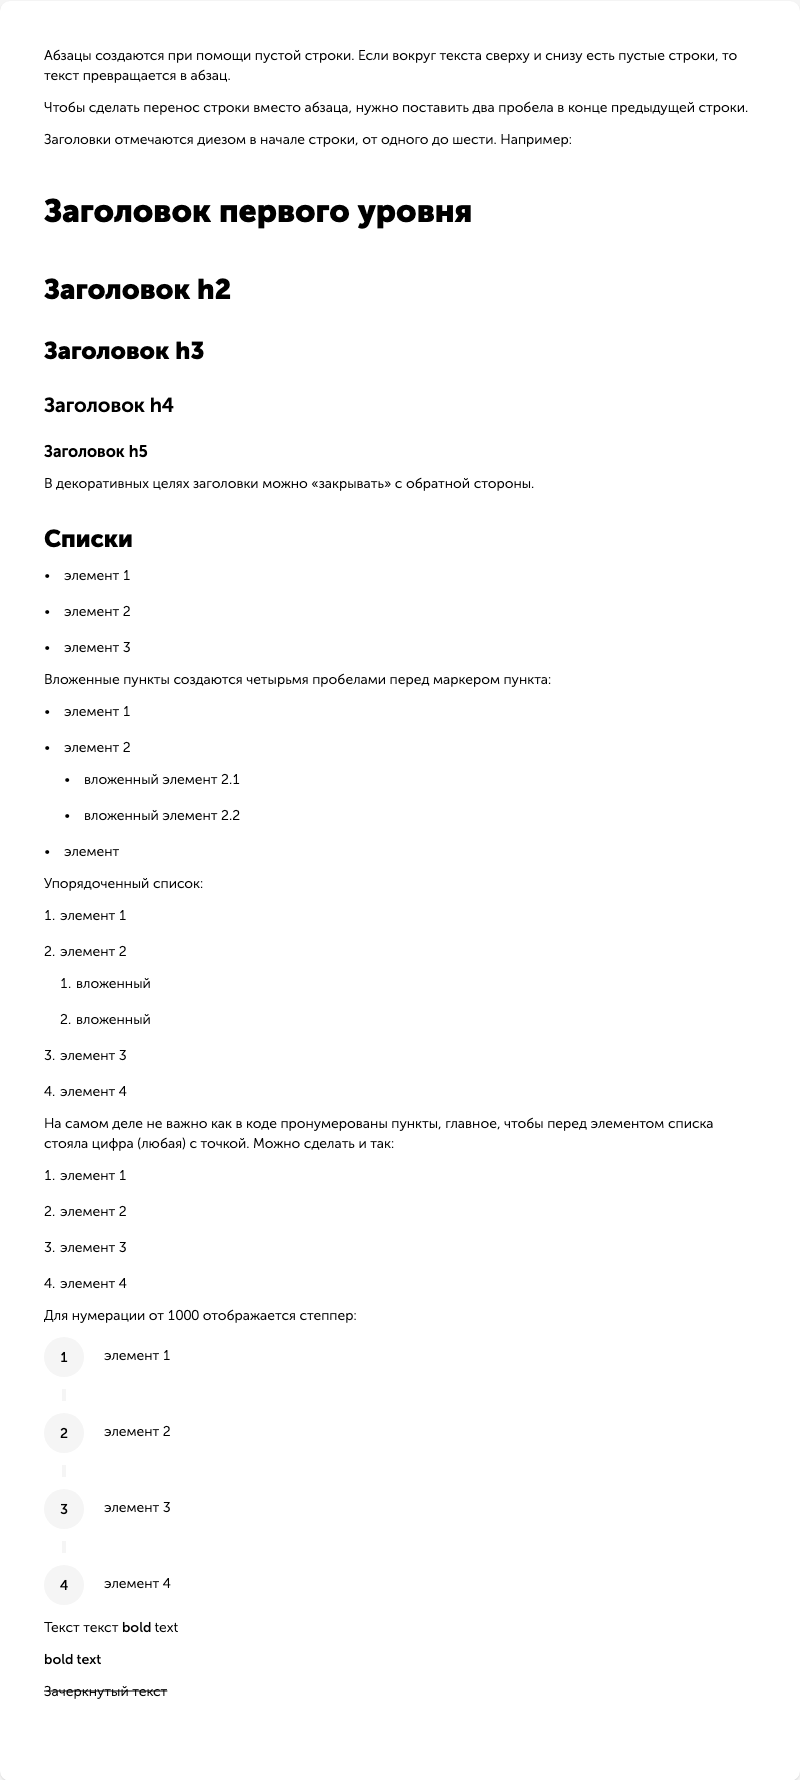 Абзацы создаются при помощи пустой строки. Если вокруг текста сверху и снизу есть пустые строки, то
текст превращается в абзац.
Чтобы сделать перенос строки вместо абзаца, нужно поставить два пробела в конце предыдущей строки.
Заголовки отмечаются диезом в начале строки, от одного до шести. Например:
Заголовок первого уровня
Заголовок h2
Заголовок h3
Заголовок h4
Заголовок h5
В декоративных целях заголовки можно «закрывать» с обратной стороны.
Списки
• элемент 1
• элемент 2
• элемент 3
Вложенные пункты создаются четырьмя пробелами перед маркером пункта:
• элемент 1
• элемент 2
• вложенный элемент 2.1
• вложенный элемент 2.2
• элемент
Упорядоченный список:
1. элемент 1
2. элемент 2
1. вложенный
2. вложенный
3. элемент 3
4. элемент 4
На самом деле не важно как в коде пронумерованы пункты, главное, чтобы перед элементом списка
стояла цифра (любая) с точкой. Можно сделать и так:
1. элемент 1
2. элемент 2
3. элемент 3
4. элемент 4
Для нумерации от 1000 отображается степпер:
1 элемент 1
2 элемент 2
3 элемент 3
4 элемент 4
Текст текст bold text
bold text
Зачеркнутый текст